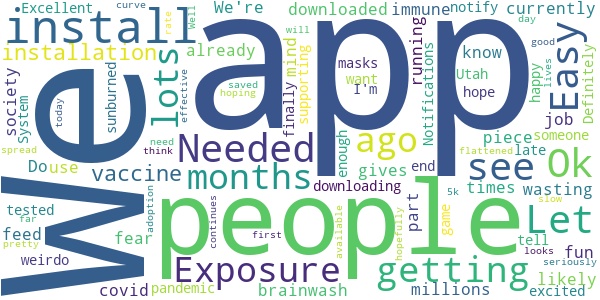 Excellent
curve
rate
Well
We're
downloaded
immune
notify
currently
install
app
lots
already
installation
mind
supporting
finally
want
masks
I'm
running
know
Utah
hope
Notifications
Easy
day
good
happy
lives
Definitely
society
System
today
sunburned
effective
will
saved
hoping
We
Needed
ago
see
piece
job
someone
spread
need
think
enough
Do
use
vaccine
months
gives
end
times
late
Ok
flattened
tested
far
feed
pretty
weirdo
fear
adoption
people
downloading
part
game
5k
wasting
tell
Let
slow
continues
first
available
hopefully
looks
fun
seriously
covid
pandemic
Exposure
brainwash
getting
millions
likely
excited